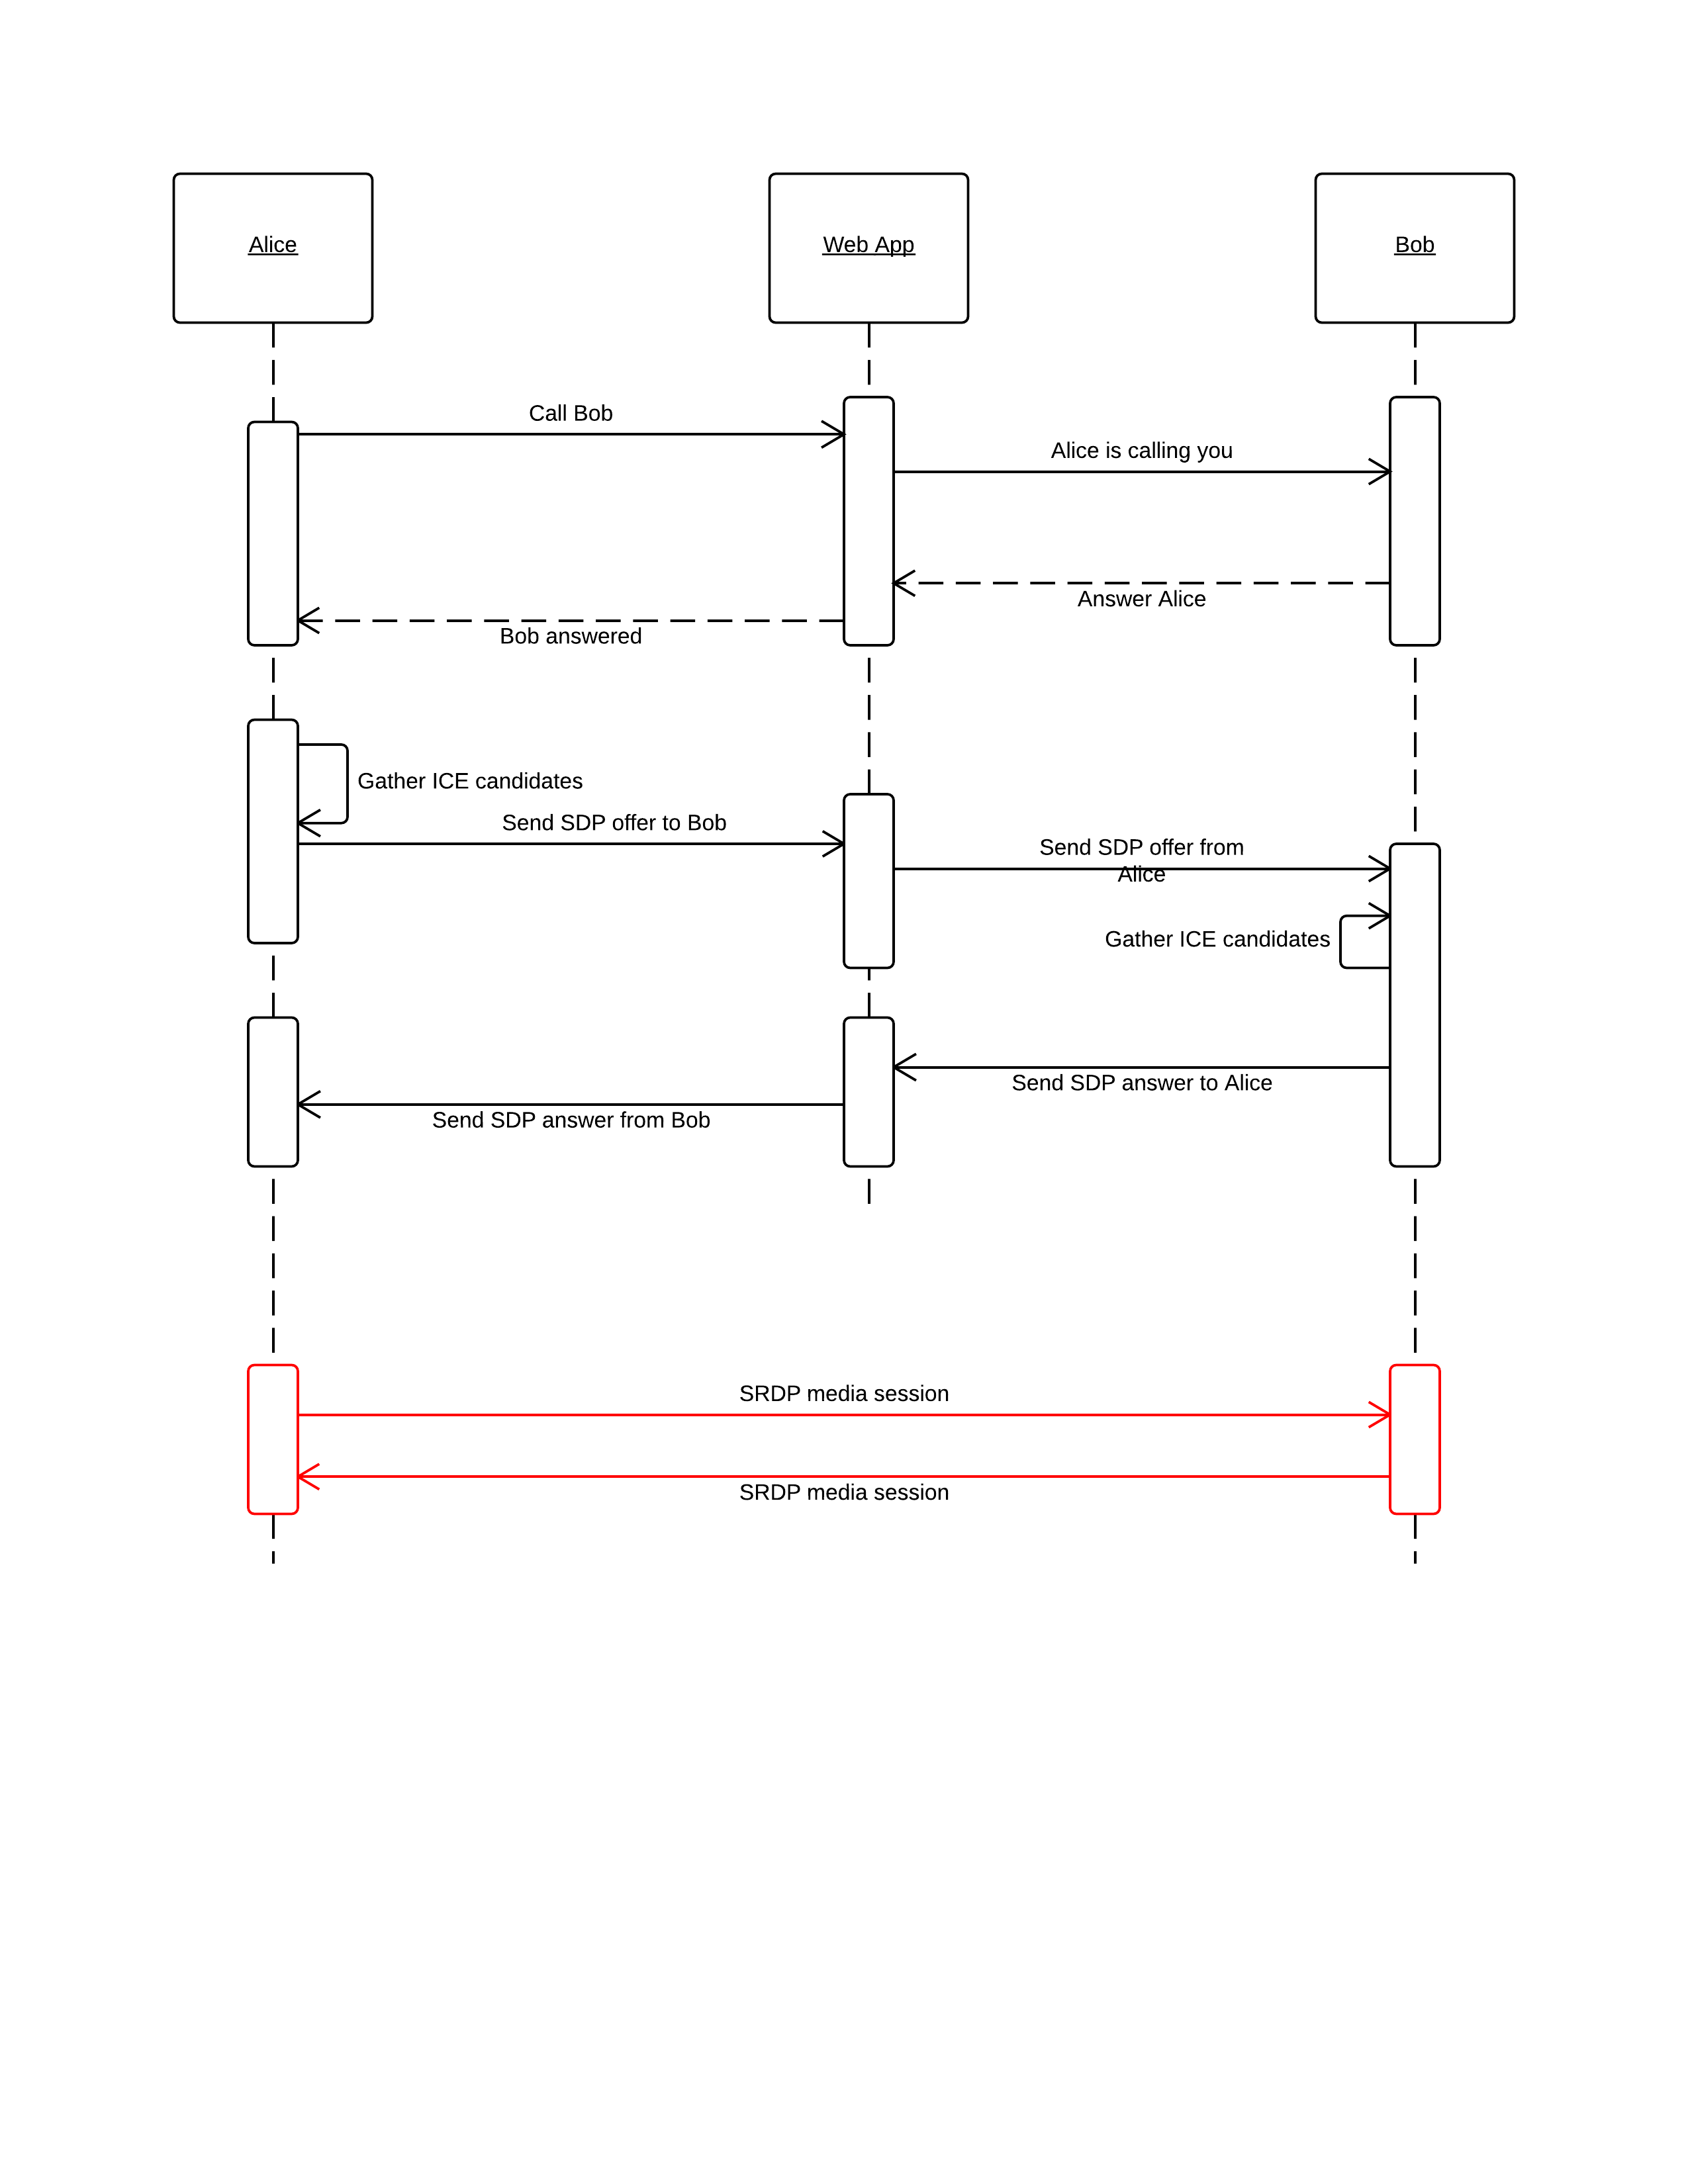 Alice
Web App
Bob
Call Bob
Alice is calling you
Answer Alice
Bob answered
Gather ICE candidates
Send SDP offer to Bob
Send SDP offer from
Alice
Gather ICE candidates
Send SDP answer to Alice
Send SDP answer from Bob
SRDP media session
SRDP media session